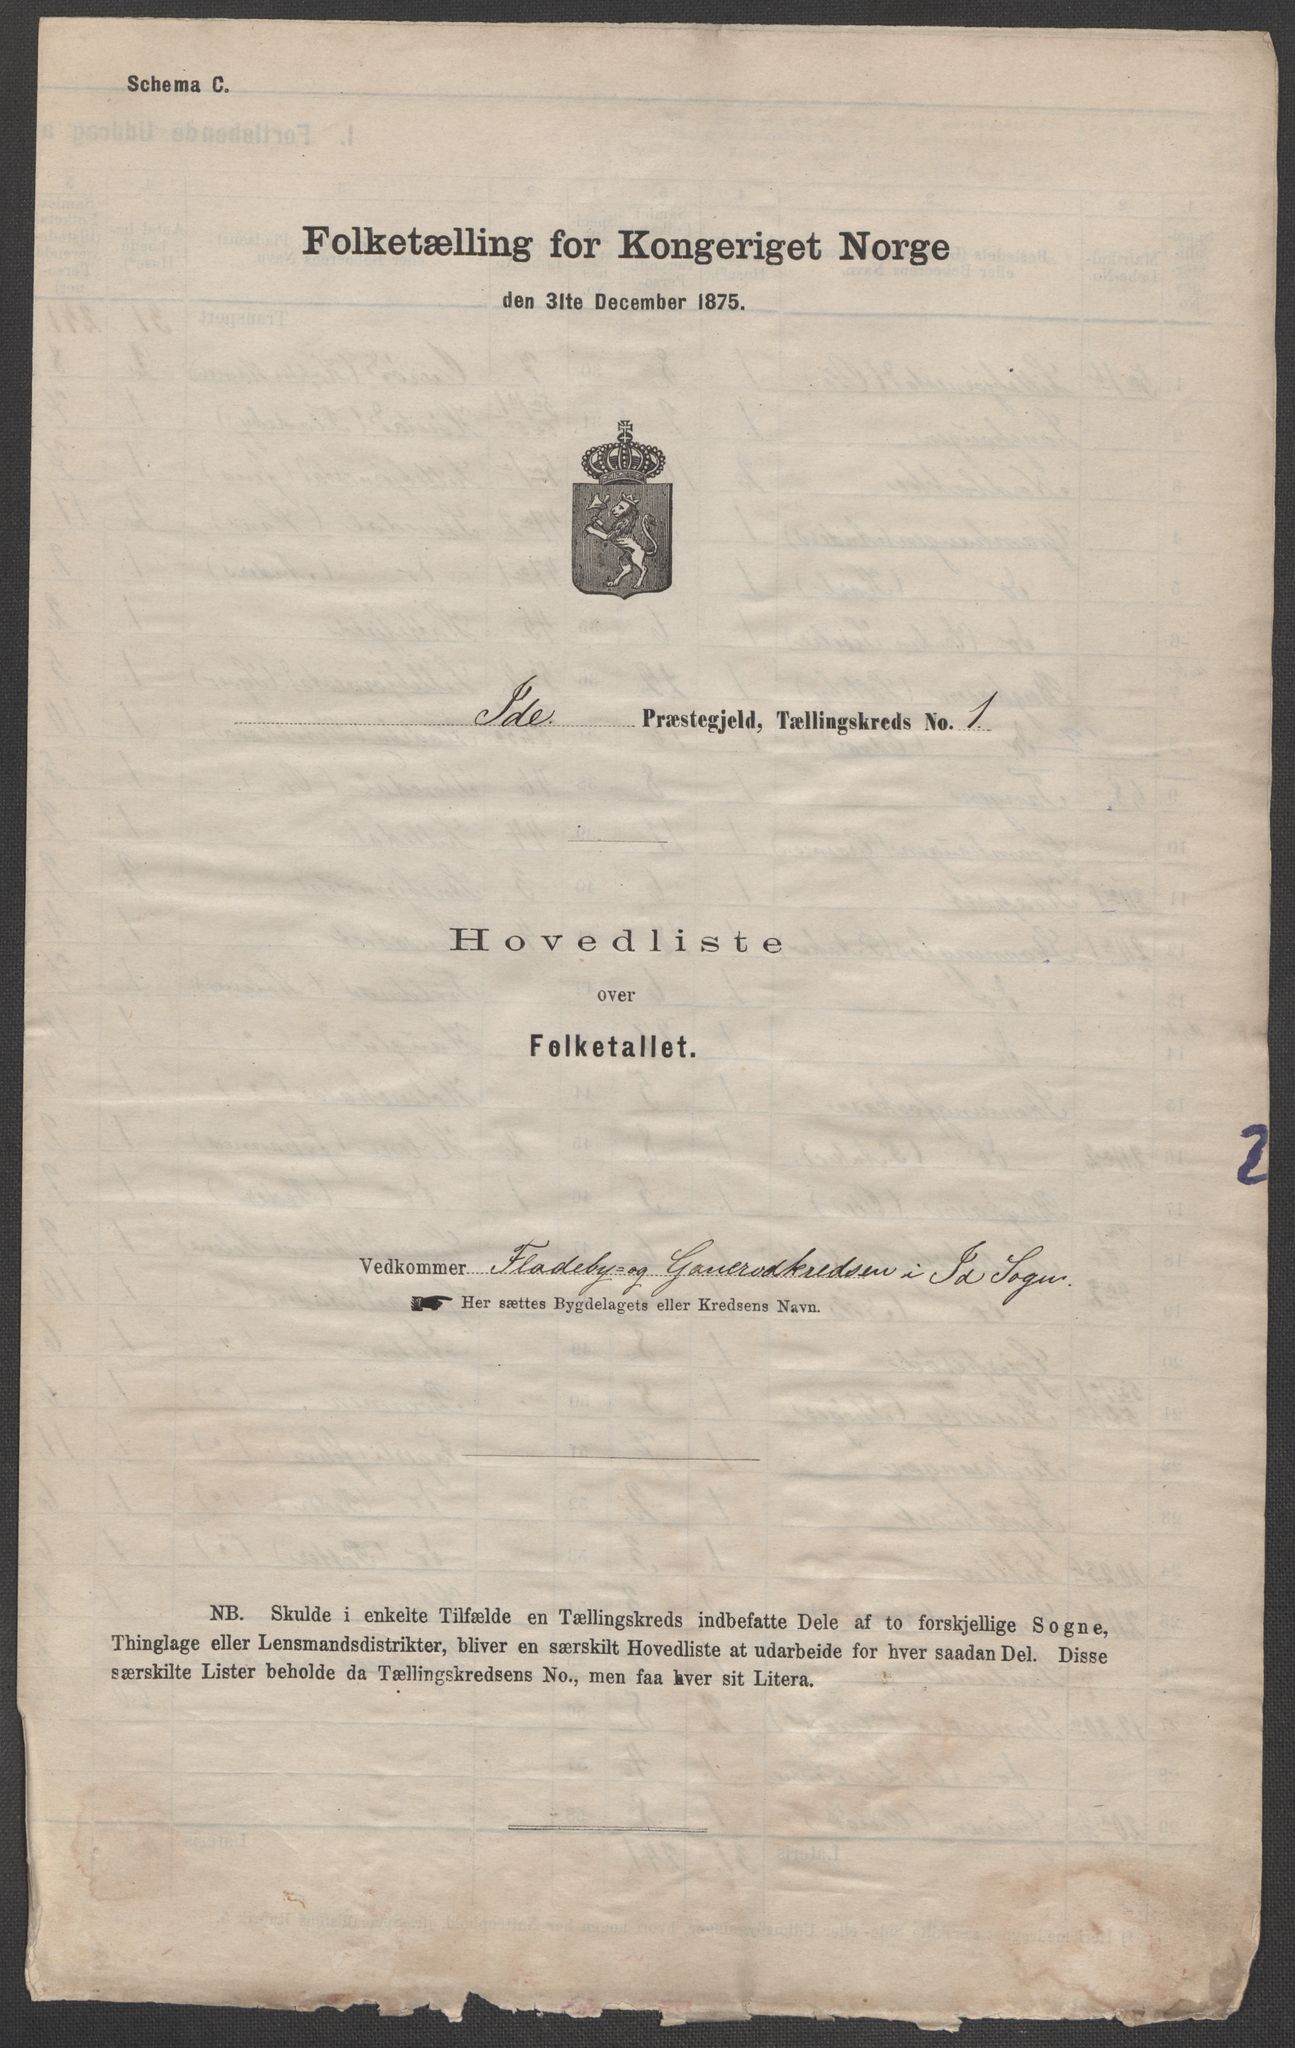 Schema C.
Folketælling for Kongeriget Norge
den 31te December 1875.
Ide. Præstegjeld, Tællingskreds No. 1
Hovedliste
over
Folketallet.
2
Vedkommer Fladeby- og Gauerødkredsen i Id Sogn.
Her sættes Bygdelagets eller Kredsens Navn.
NB. Skulde i enkelte Tilfælde en Tællingskreds indbefatte Dele af to forskjellige Sogne,
Thinglage eller Lensmandsdistrikter, bliver en særskilt Hovedliste at udarbeide for hver saadan Del. Disse
særskilte Lister beholde da Tællingskredsens No., men faa hver sit Litera.